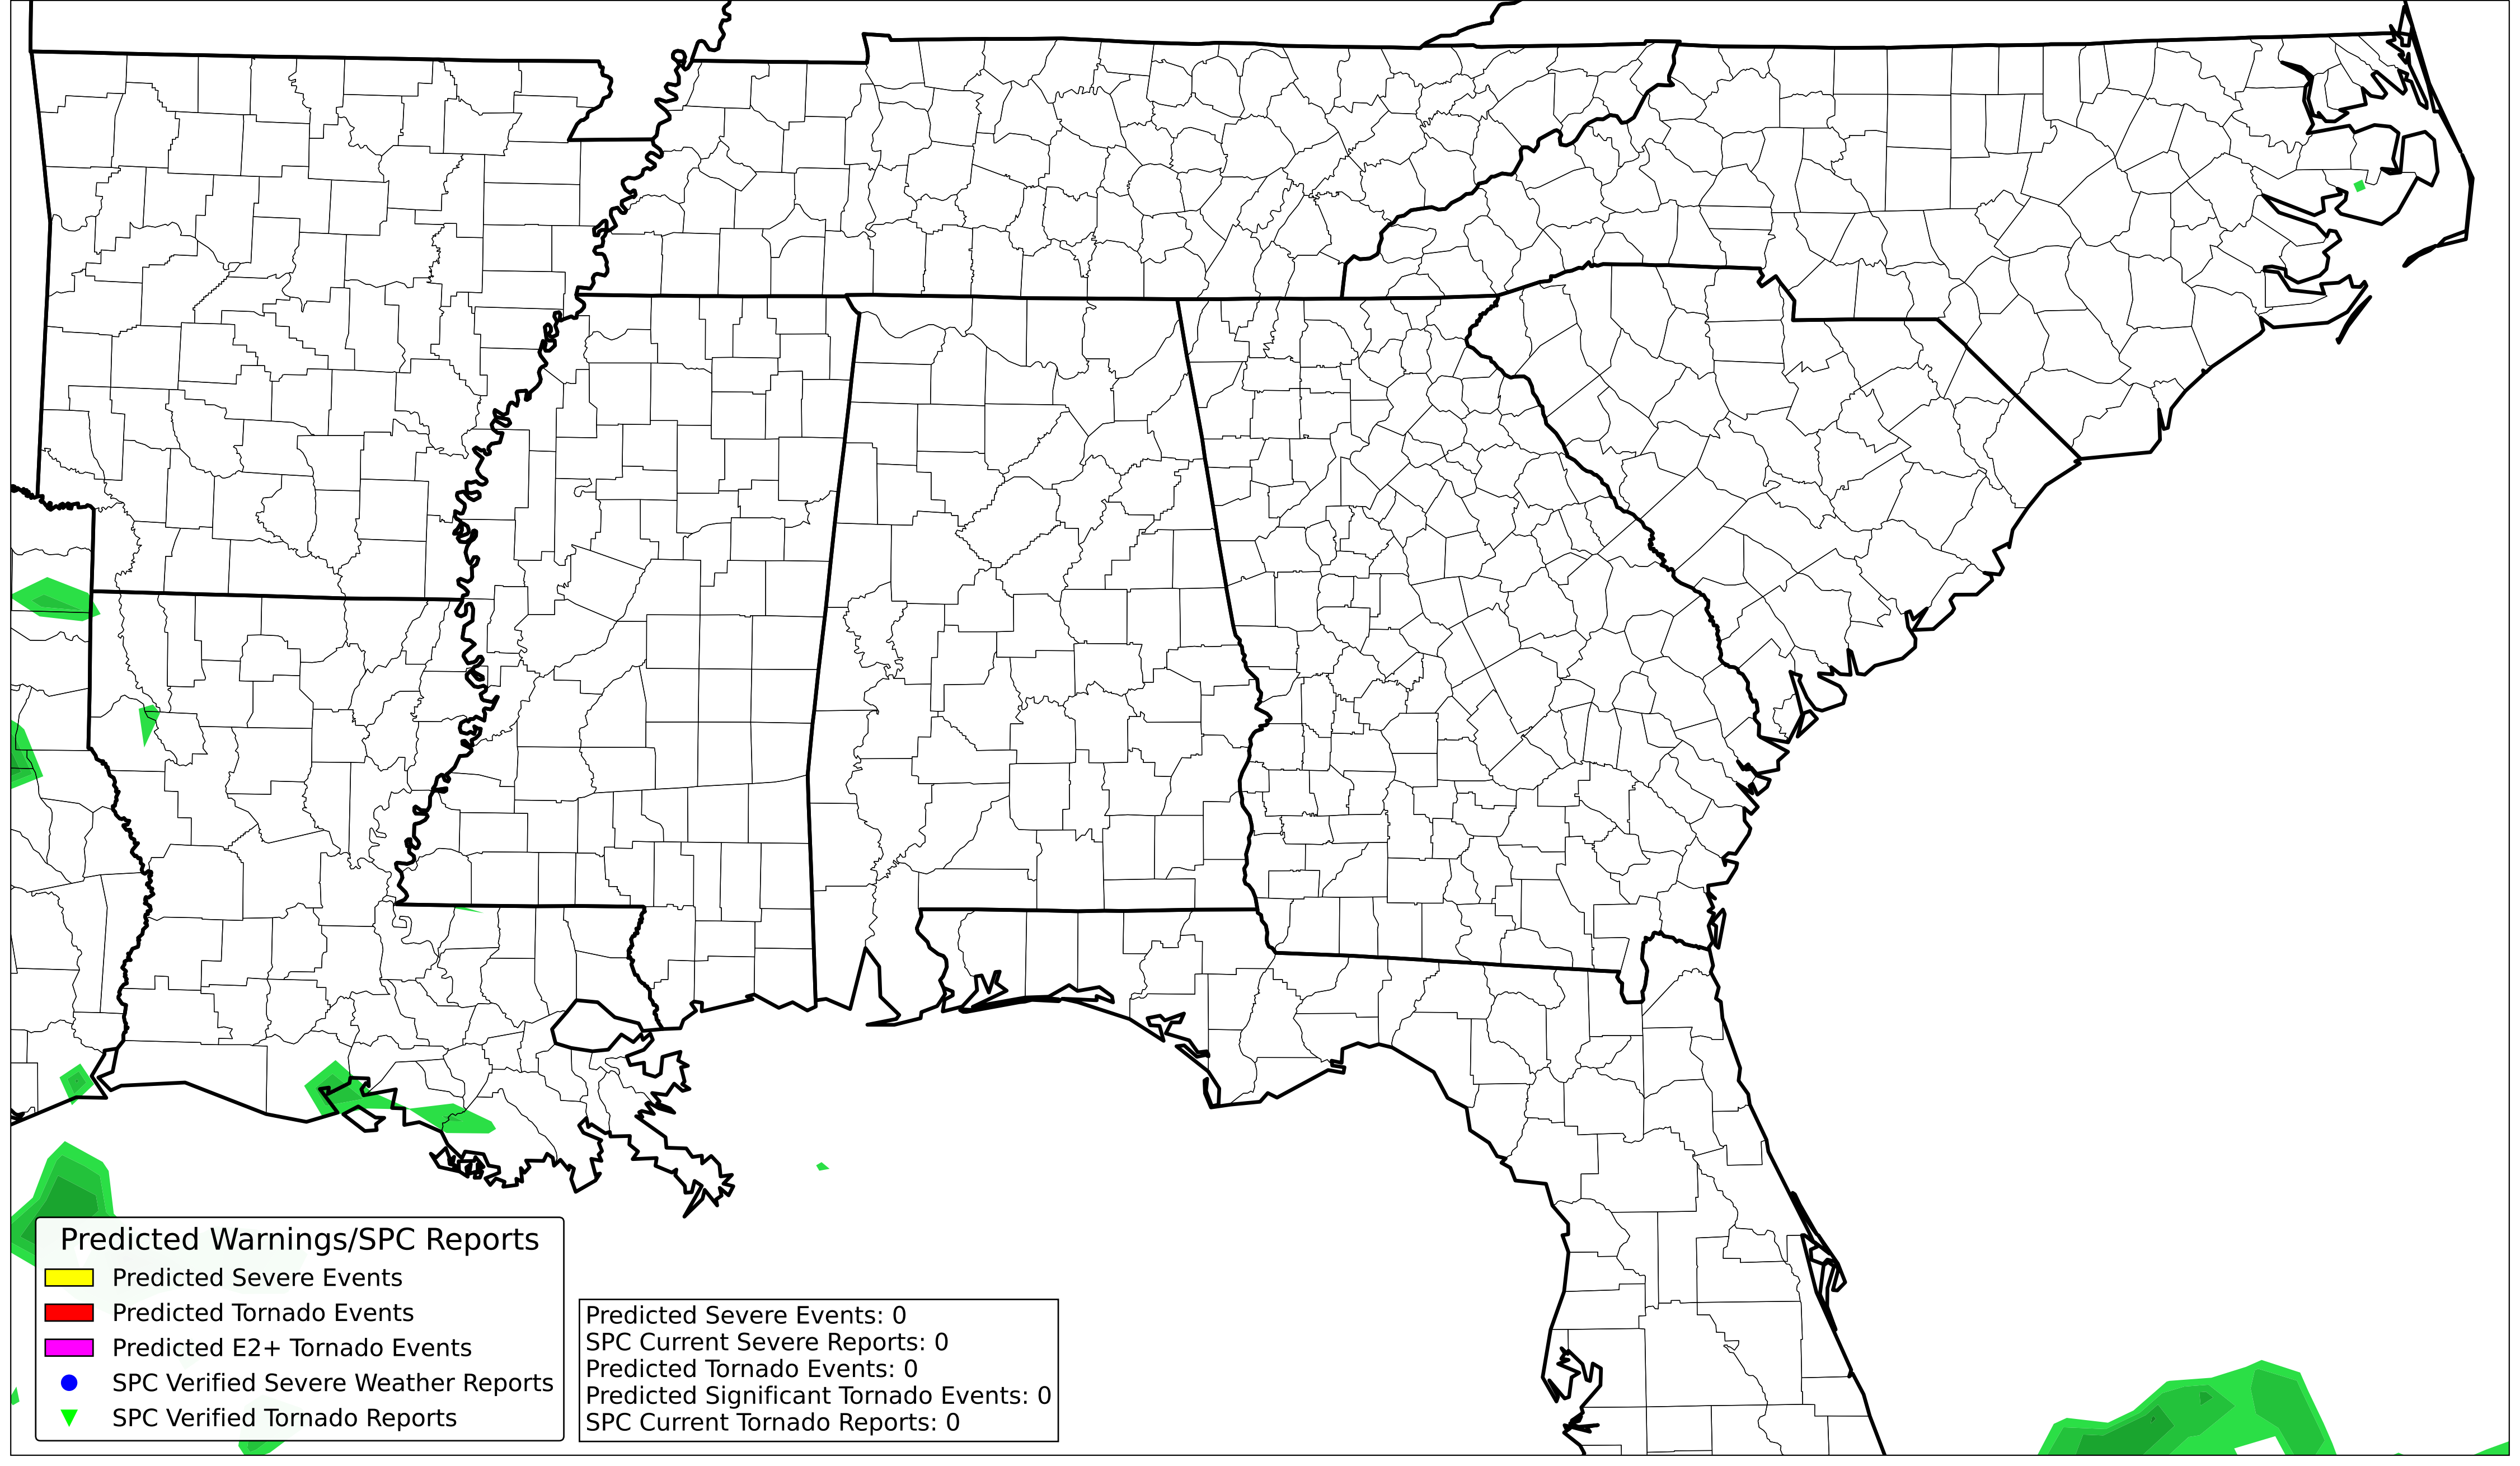 Predicted Warnings/SPC Reports
Predicted Severe Events
Predicted Tornado Events
Predicted E2+ Tornado Events
SPC Verified Severe Weather Reports
SPC Verified Tornado Reports
Predicted Severe Events: 0
SPC Current Severe Reports: 0
Predicted Tornado Events: 0
Predicted Significant Tornado Events: 0
SPC Current Tornado Reports: 0